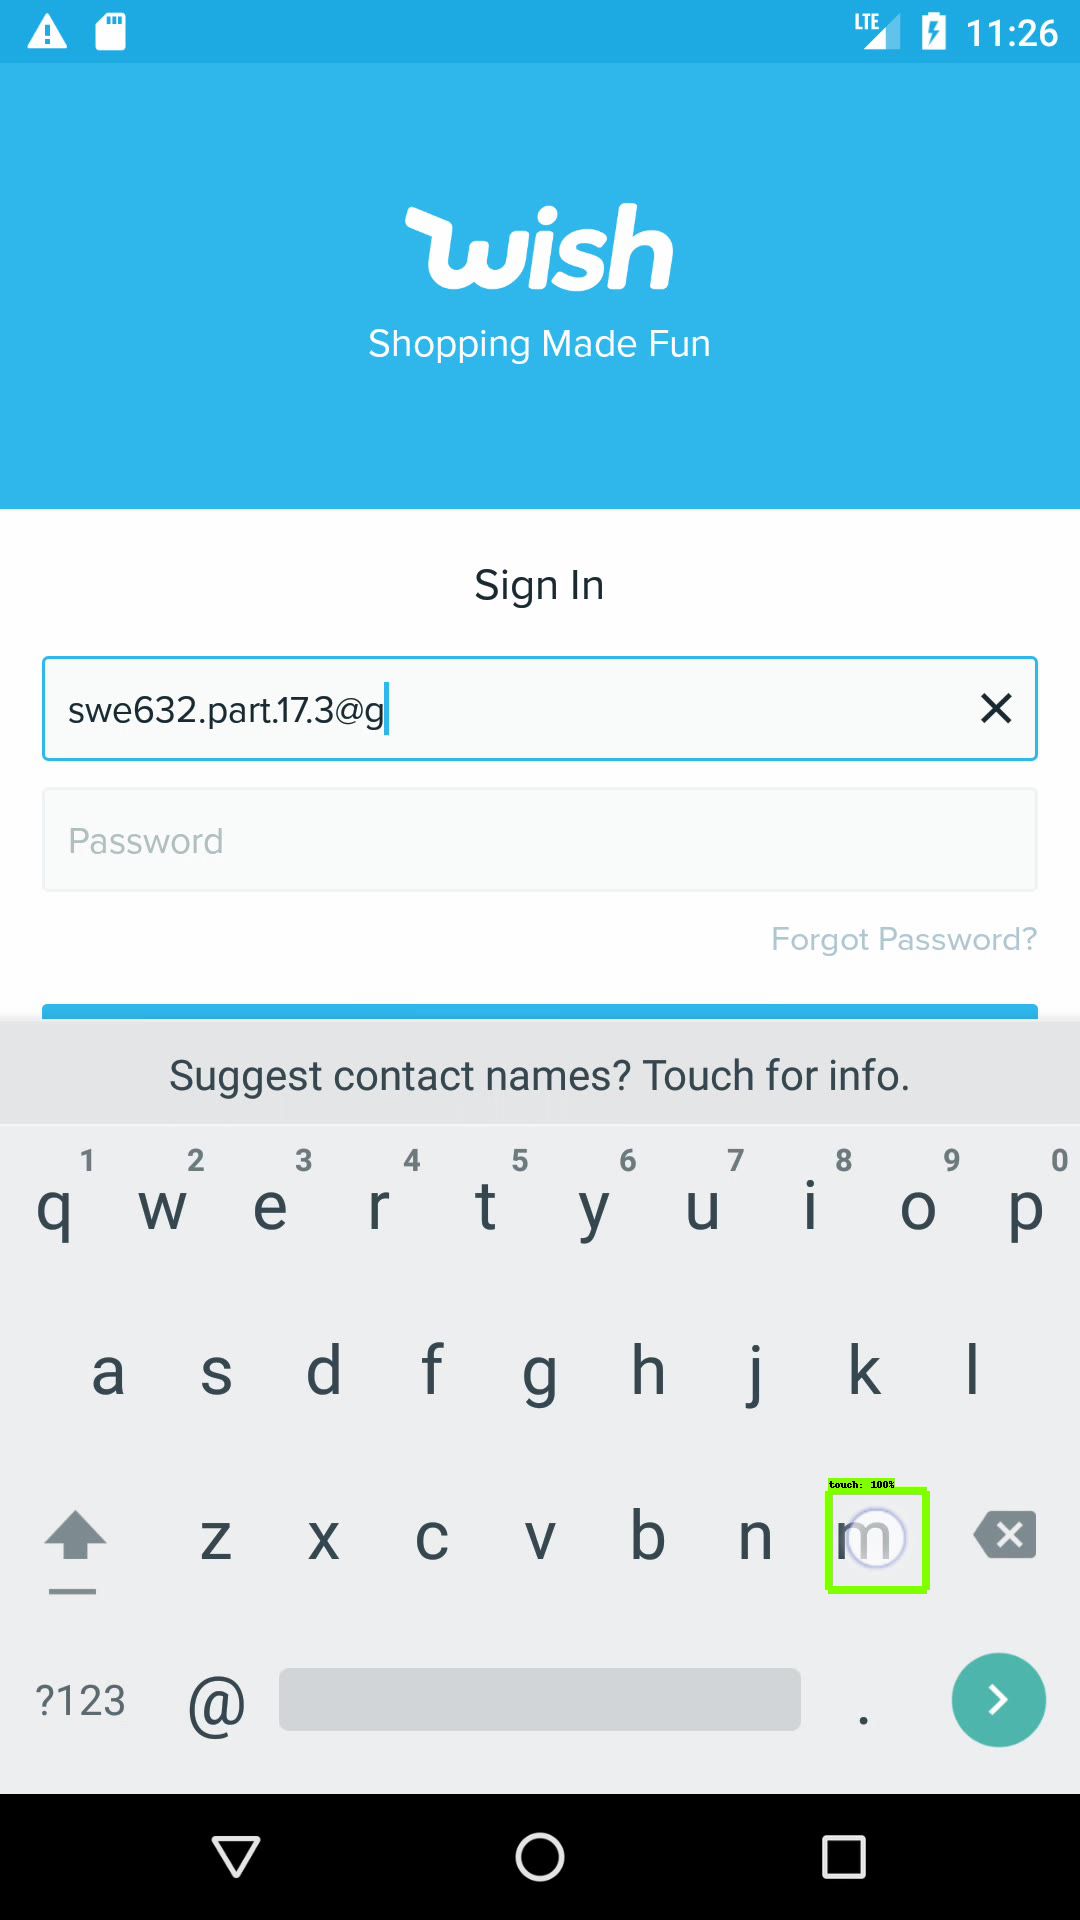 LTE 11:26
wish
Shopping Made Fun
Sign In
swe632.part.17.3@g
Password
Forgot Password?
Suggest contact names? Touch for info.
1 2 3 4 5 6 7 8 9 0
q w e r t y u i o p
a s d f g h j k l
touch: 100%
z x c v b n m
?123 @ .